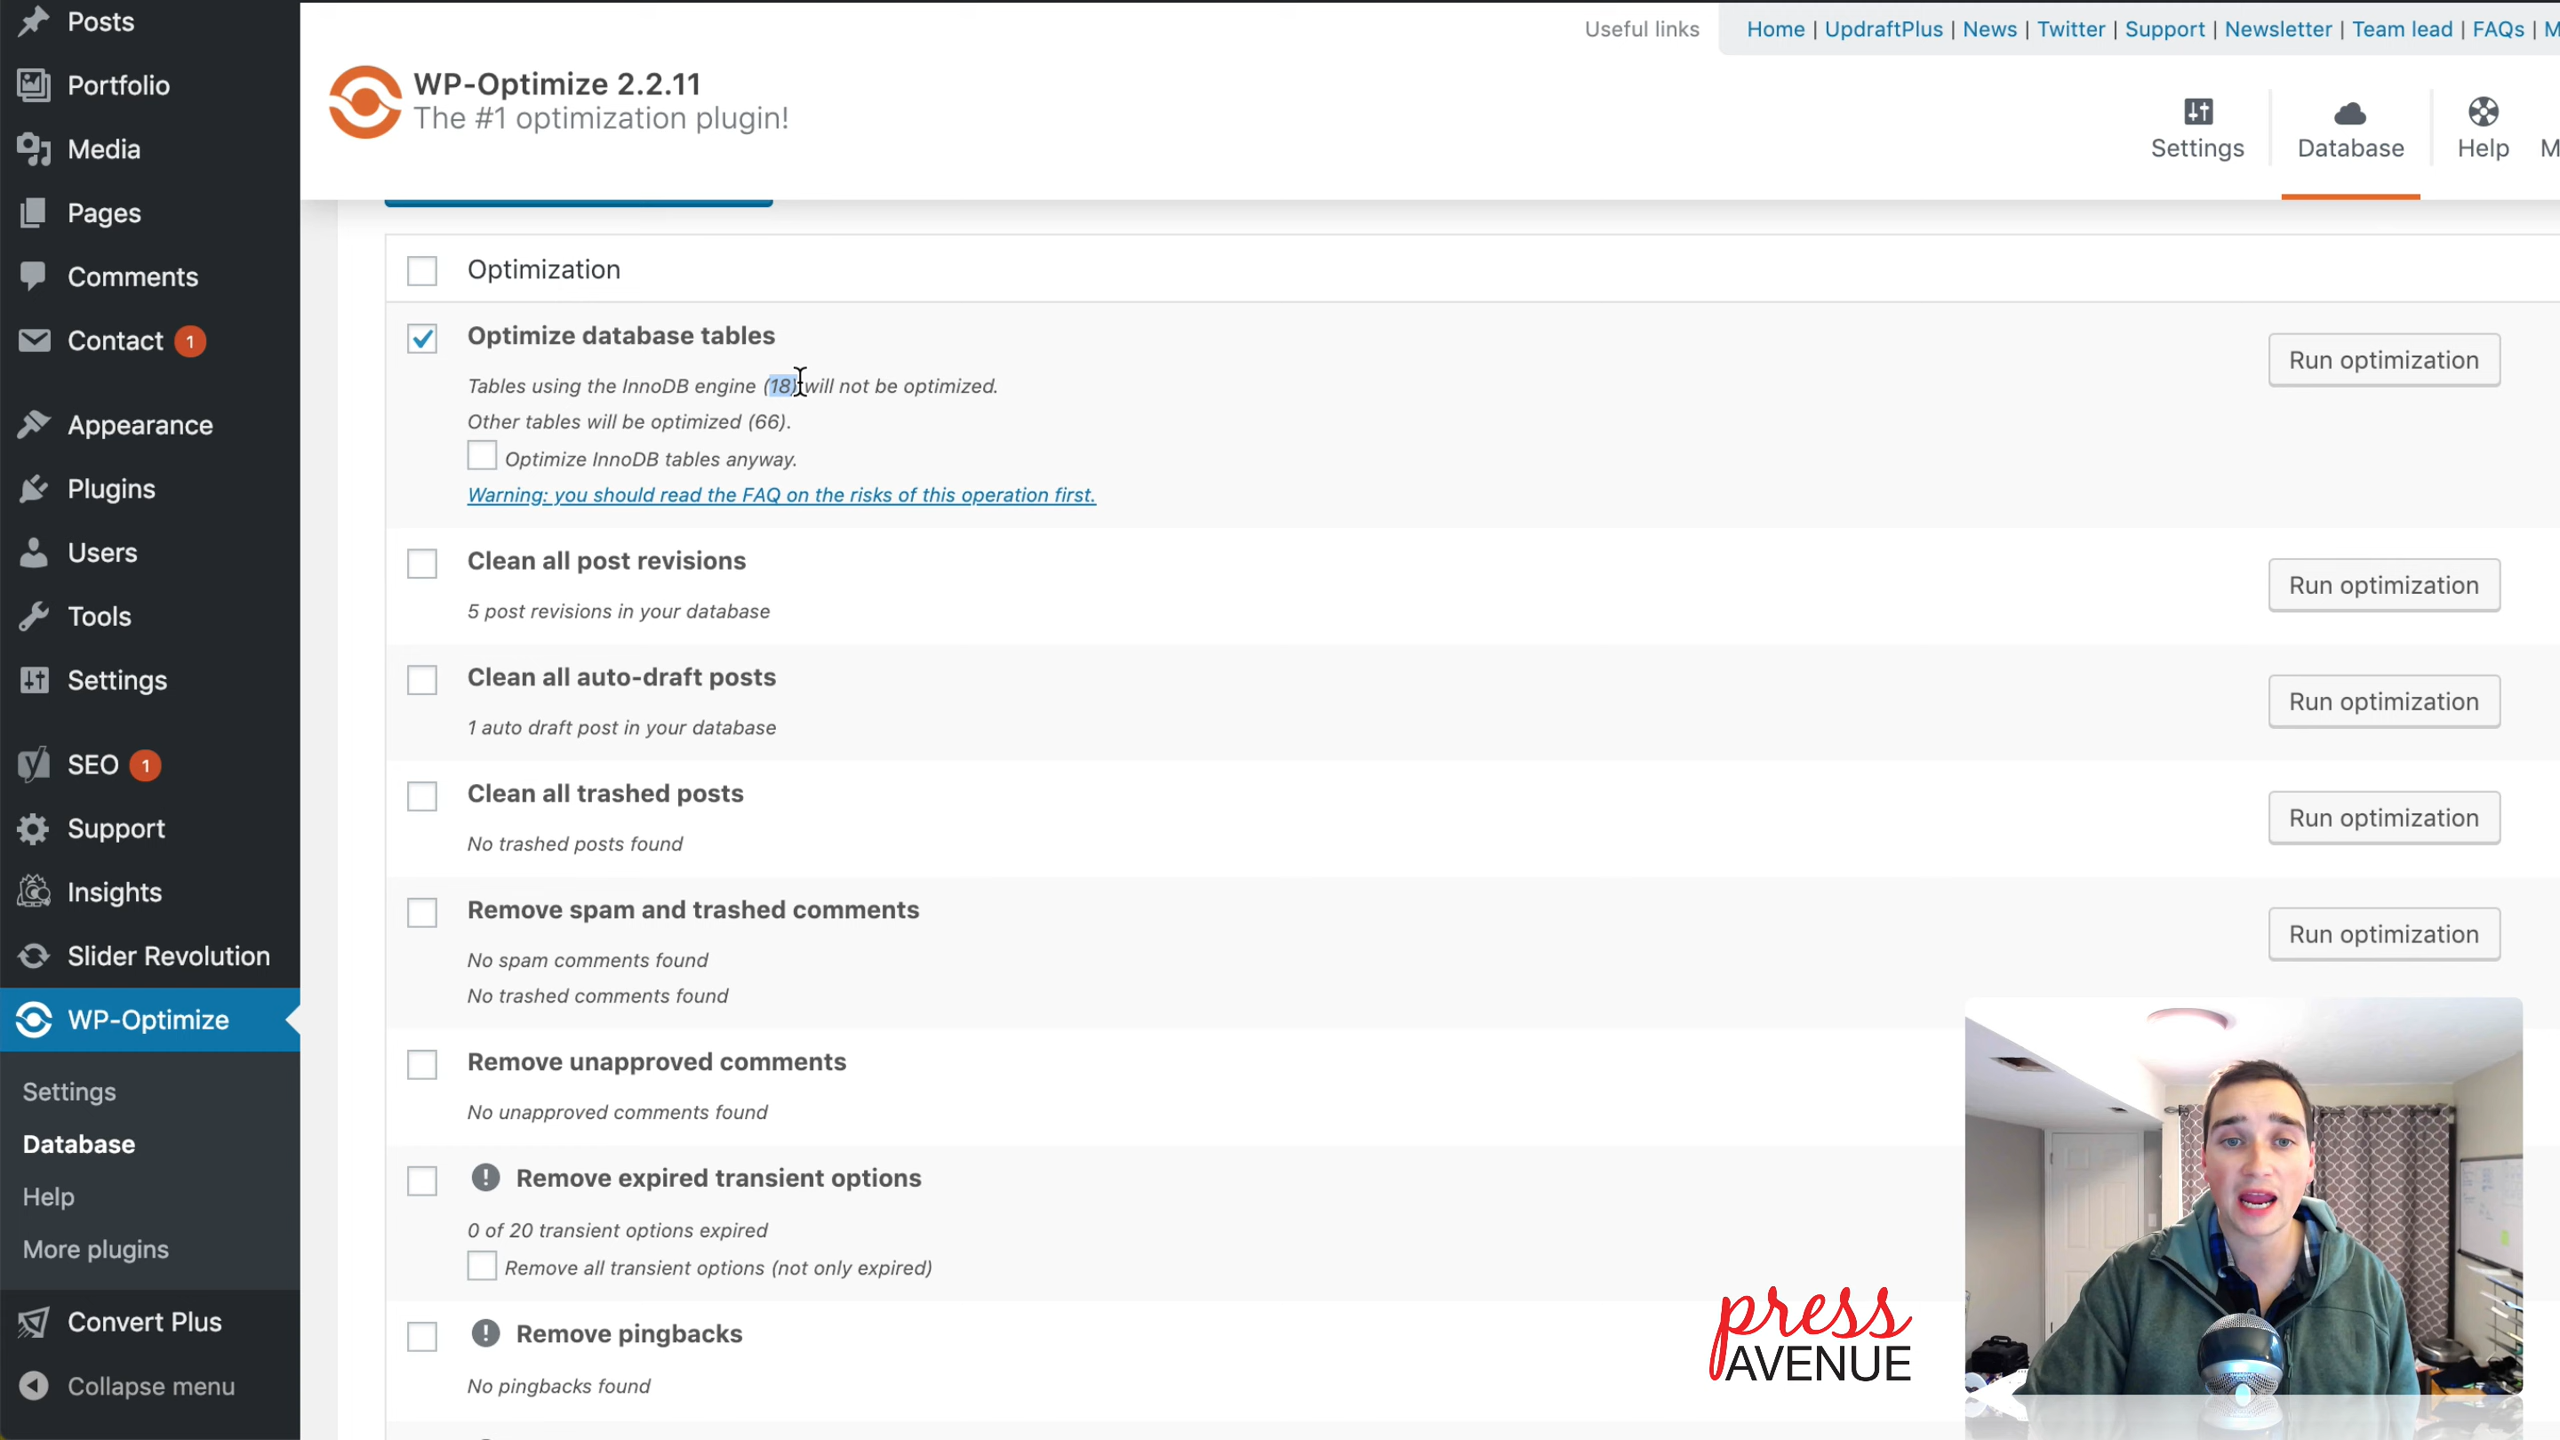 Useful links
Home | UpdraftPlus | News | Twitter | Support | Newsletter | Team lead | FAQs |
WP-Optimize 2.2.11
The #1 optimization plugin!
Settings
Database
Help
Posts
Portfolio
Media
Pages
Comments
Contact 1
Appearance
Plugins
Users
Tools
Settings
SEO 1
Support
Insights
Slider Revolution
WP-Optimize
Settings
Database
Help
More plugins
Convert Plus
Collapse menu
Optimization
Optimize database tables
Run optimization
Tables using the InnoDB engine (18) will not be optimized.
Other tables will be optimized (66).
Optimize InnoDB tables anyway.
Warning: you should read the FAQ on the risks of this operation first.
Clean all post revisions
Run optimization
5 post revisions in your database
Clean all auto-draft posts
Run optimization
1 auto draft post in your database
Clean all trashed posts
Run optimization
No trashed posts found
Remove spam and trashed comments
Run optimization
No spam comments found
No trashed comments found
Remove unapproved comments
No unapproved comments found
Remove expired transient options
0 of 20 transient options expired
Remove all transient options (not only expired)
Remove pingbacks
No pingbacks found
press
AVENUE